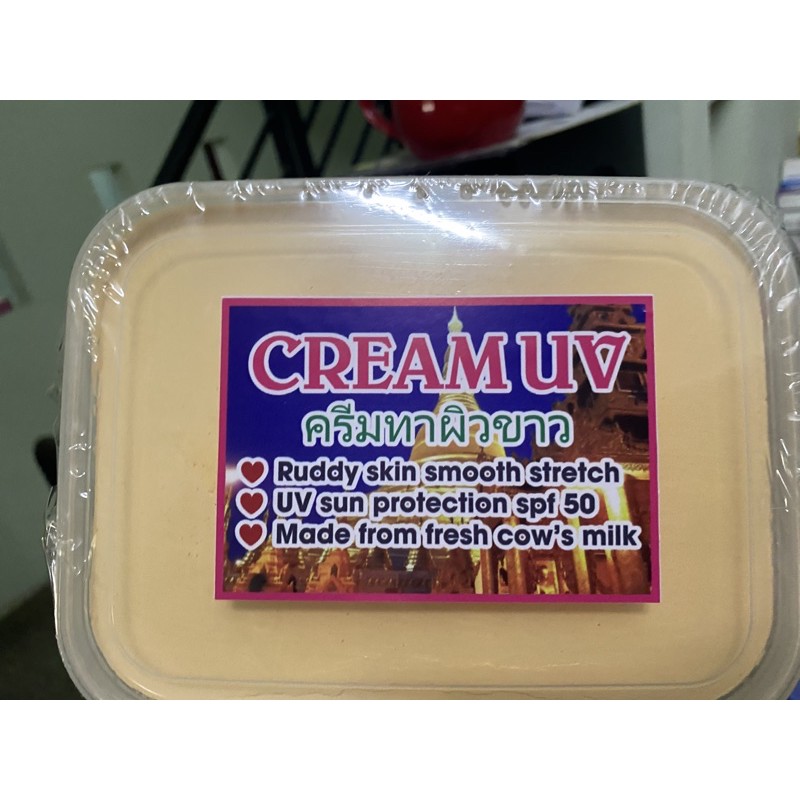 CREAM UV
ครีมทาผิวขาว
Ruddy skin smooth stretch
UV sun protection spf 50
Made from fresh cow's milk